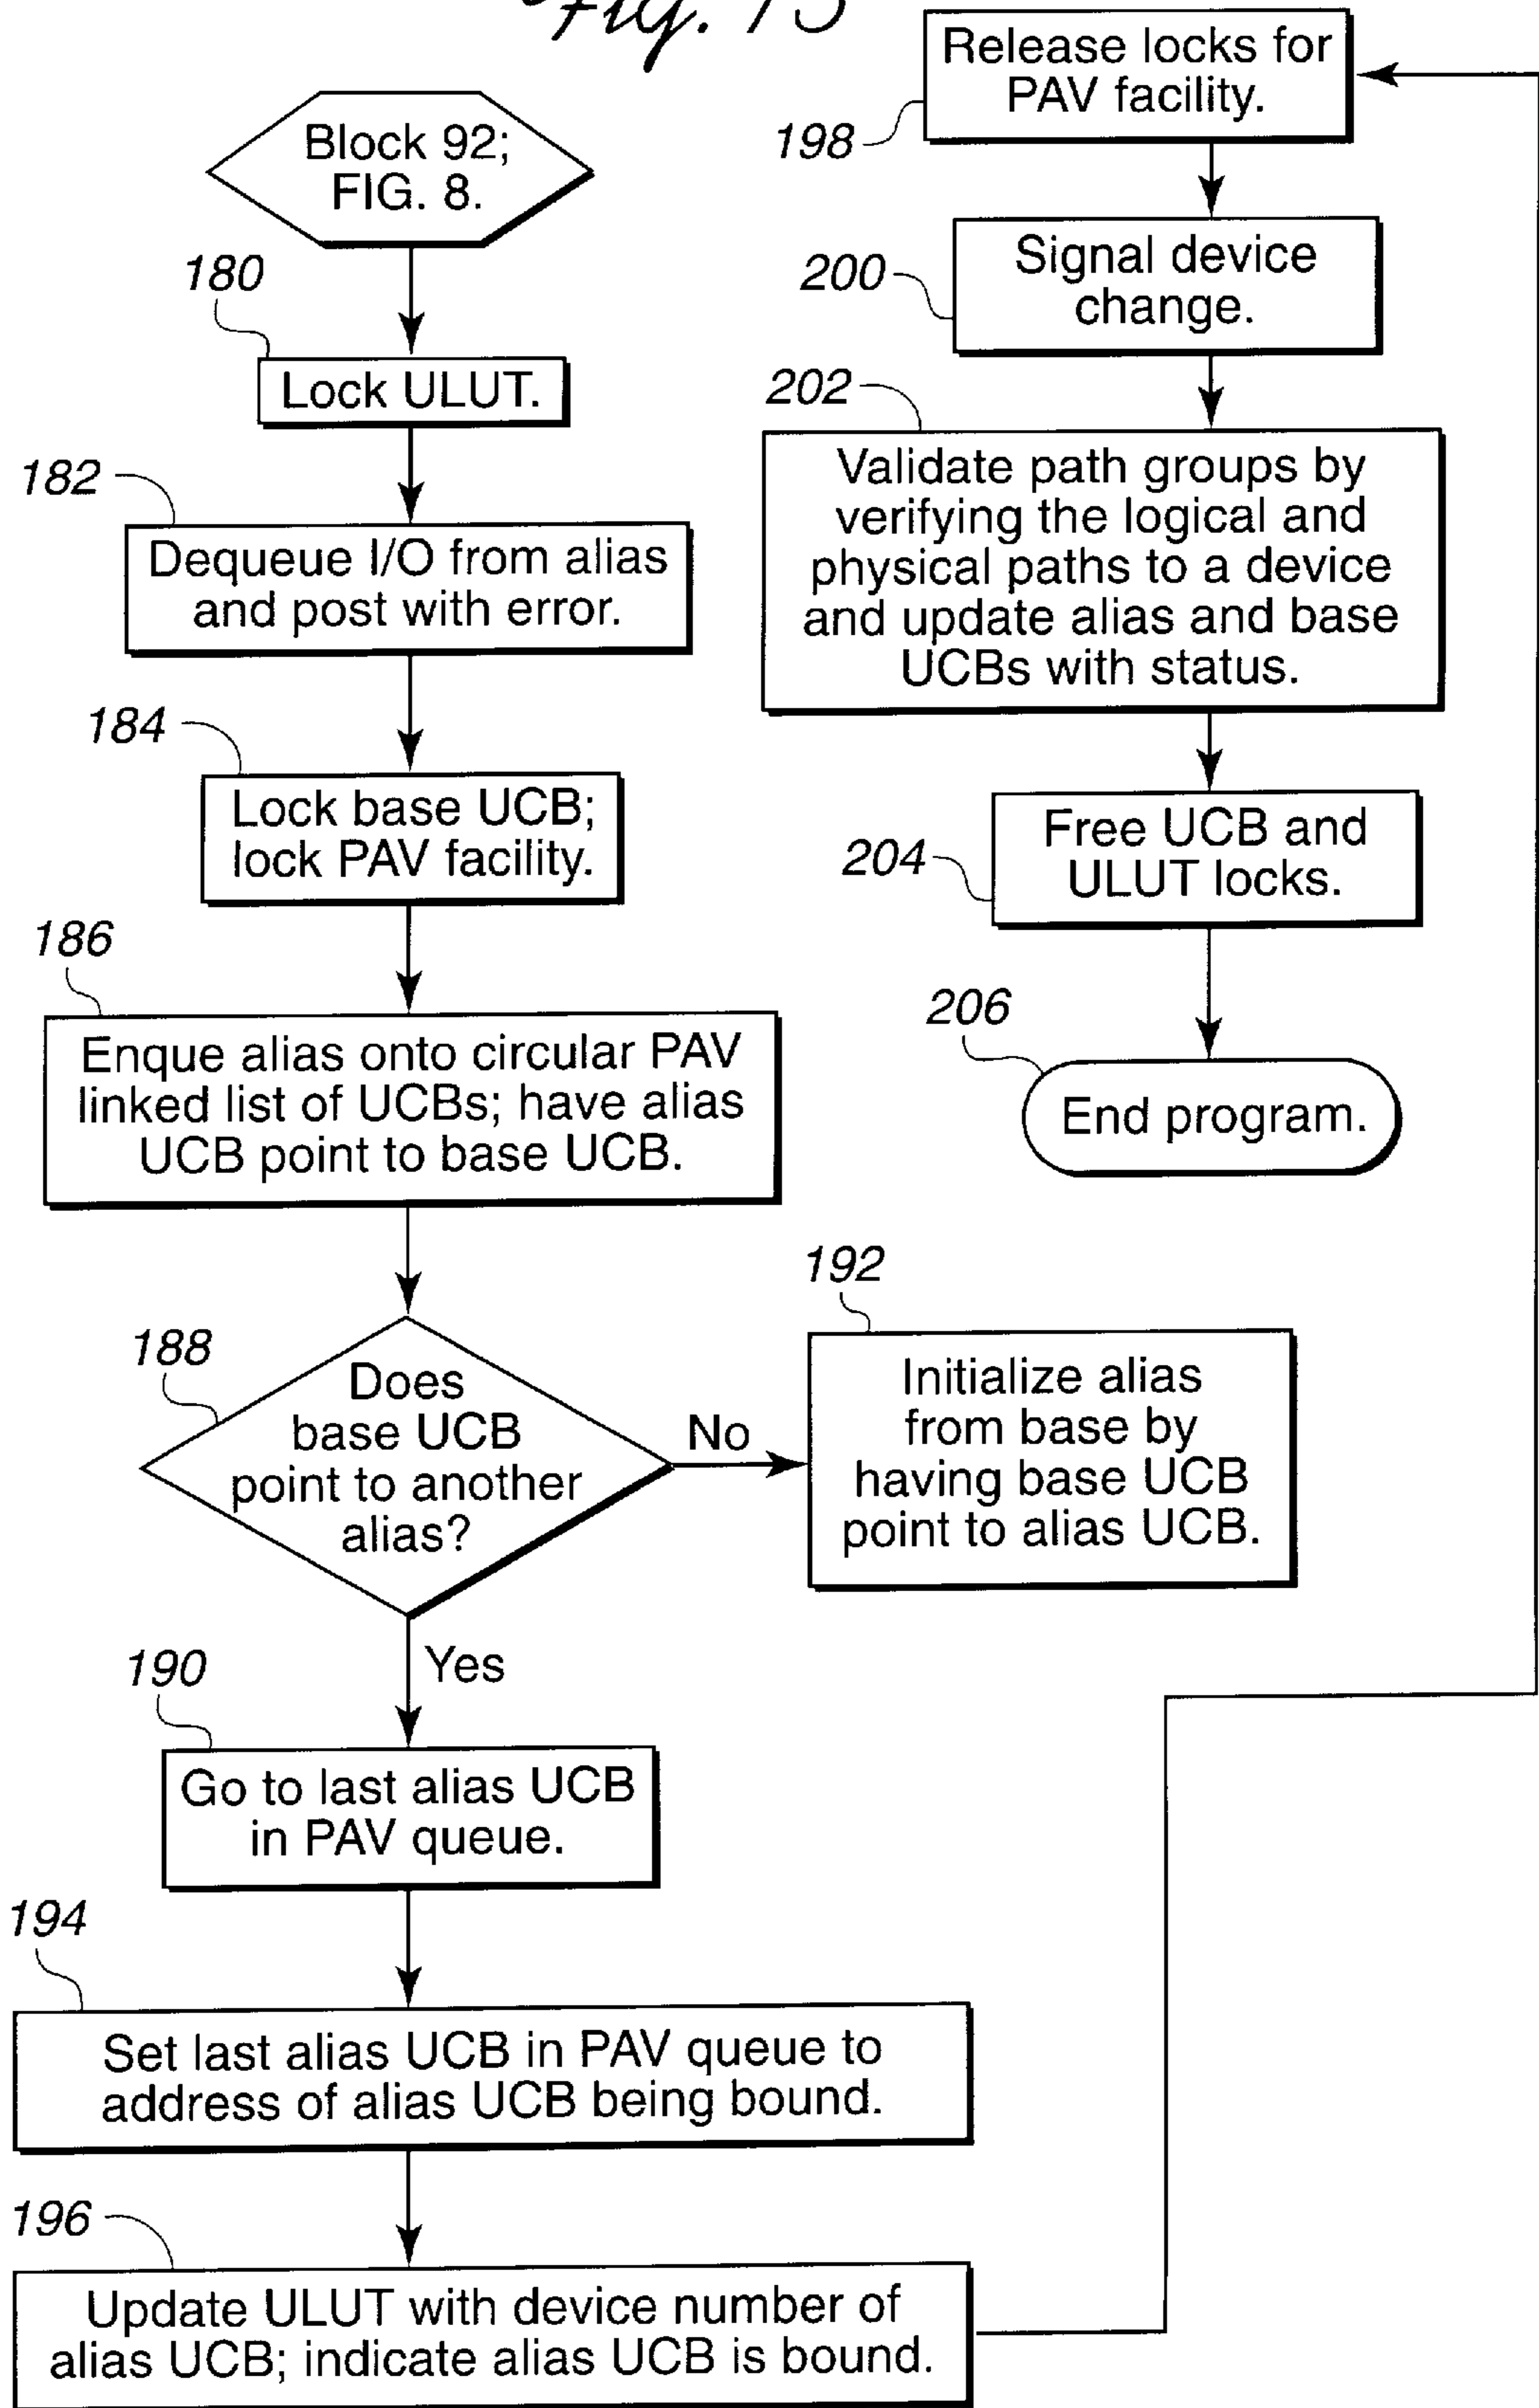 Fig. 13
Block 92;
FIG. 8.
180
Lock ULUT.
182
Dequeue I/O from alias
and post with error.
184
Lock base UCB;
lock PAV facility.
186
Enque alias onto circular PAV
linked list of UCBs; have alias
UCB point to base UCB.
188
Does
base UCB
point to another
alias?
No
192
Initialize alias
from base by
having base UCB
point to alias UCB.
Yes
190
Go to last alias UCB
in PAV queue.
194
Set last alias UCB in PAV queue to
address of alias UCB being bound.
196
Update ULUT with device number of
alias UCB; indicate alias UCB is bound.
Release locks for
PAV facility.
198
Signal device
change.
200
202
Validate path groups by
verifying the logical and
physical paths to a device
and update alias and base
UCBs with status.
Free UCB and
ULUT locks.
204
206
End program.